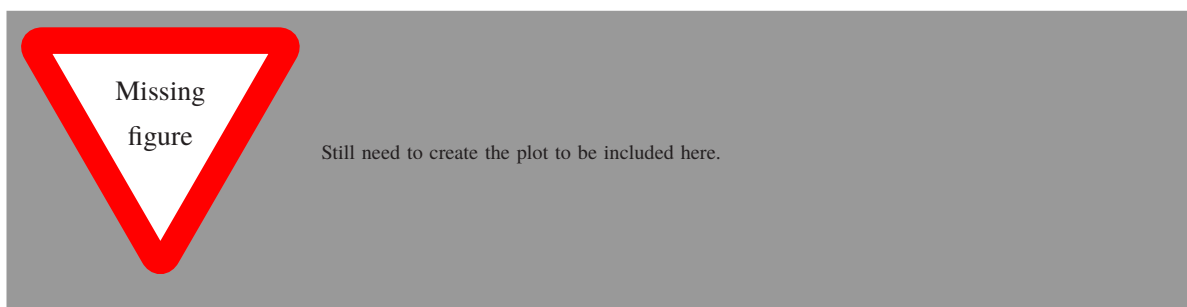 Missing
figure
Still need to create the plot to be included here.